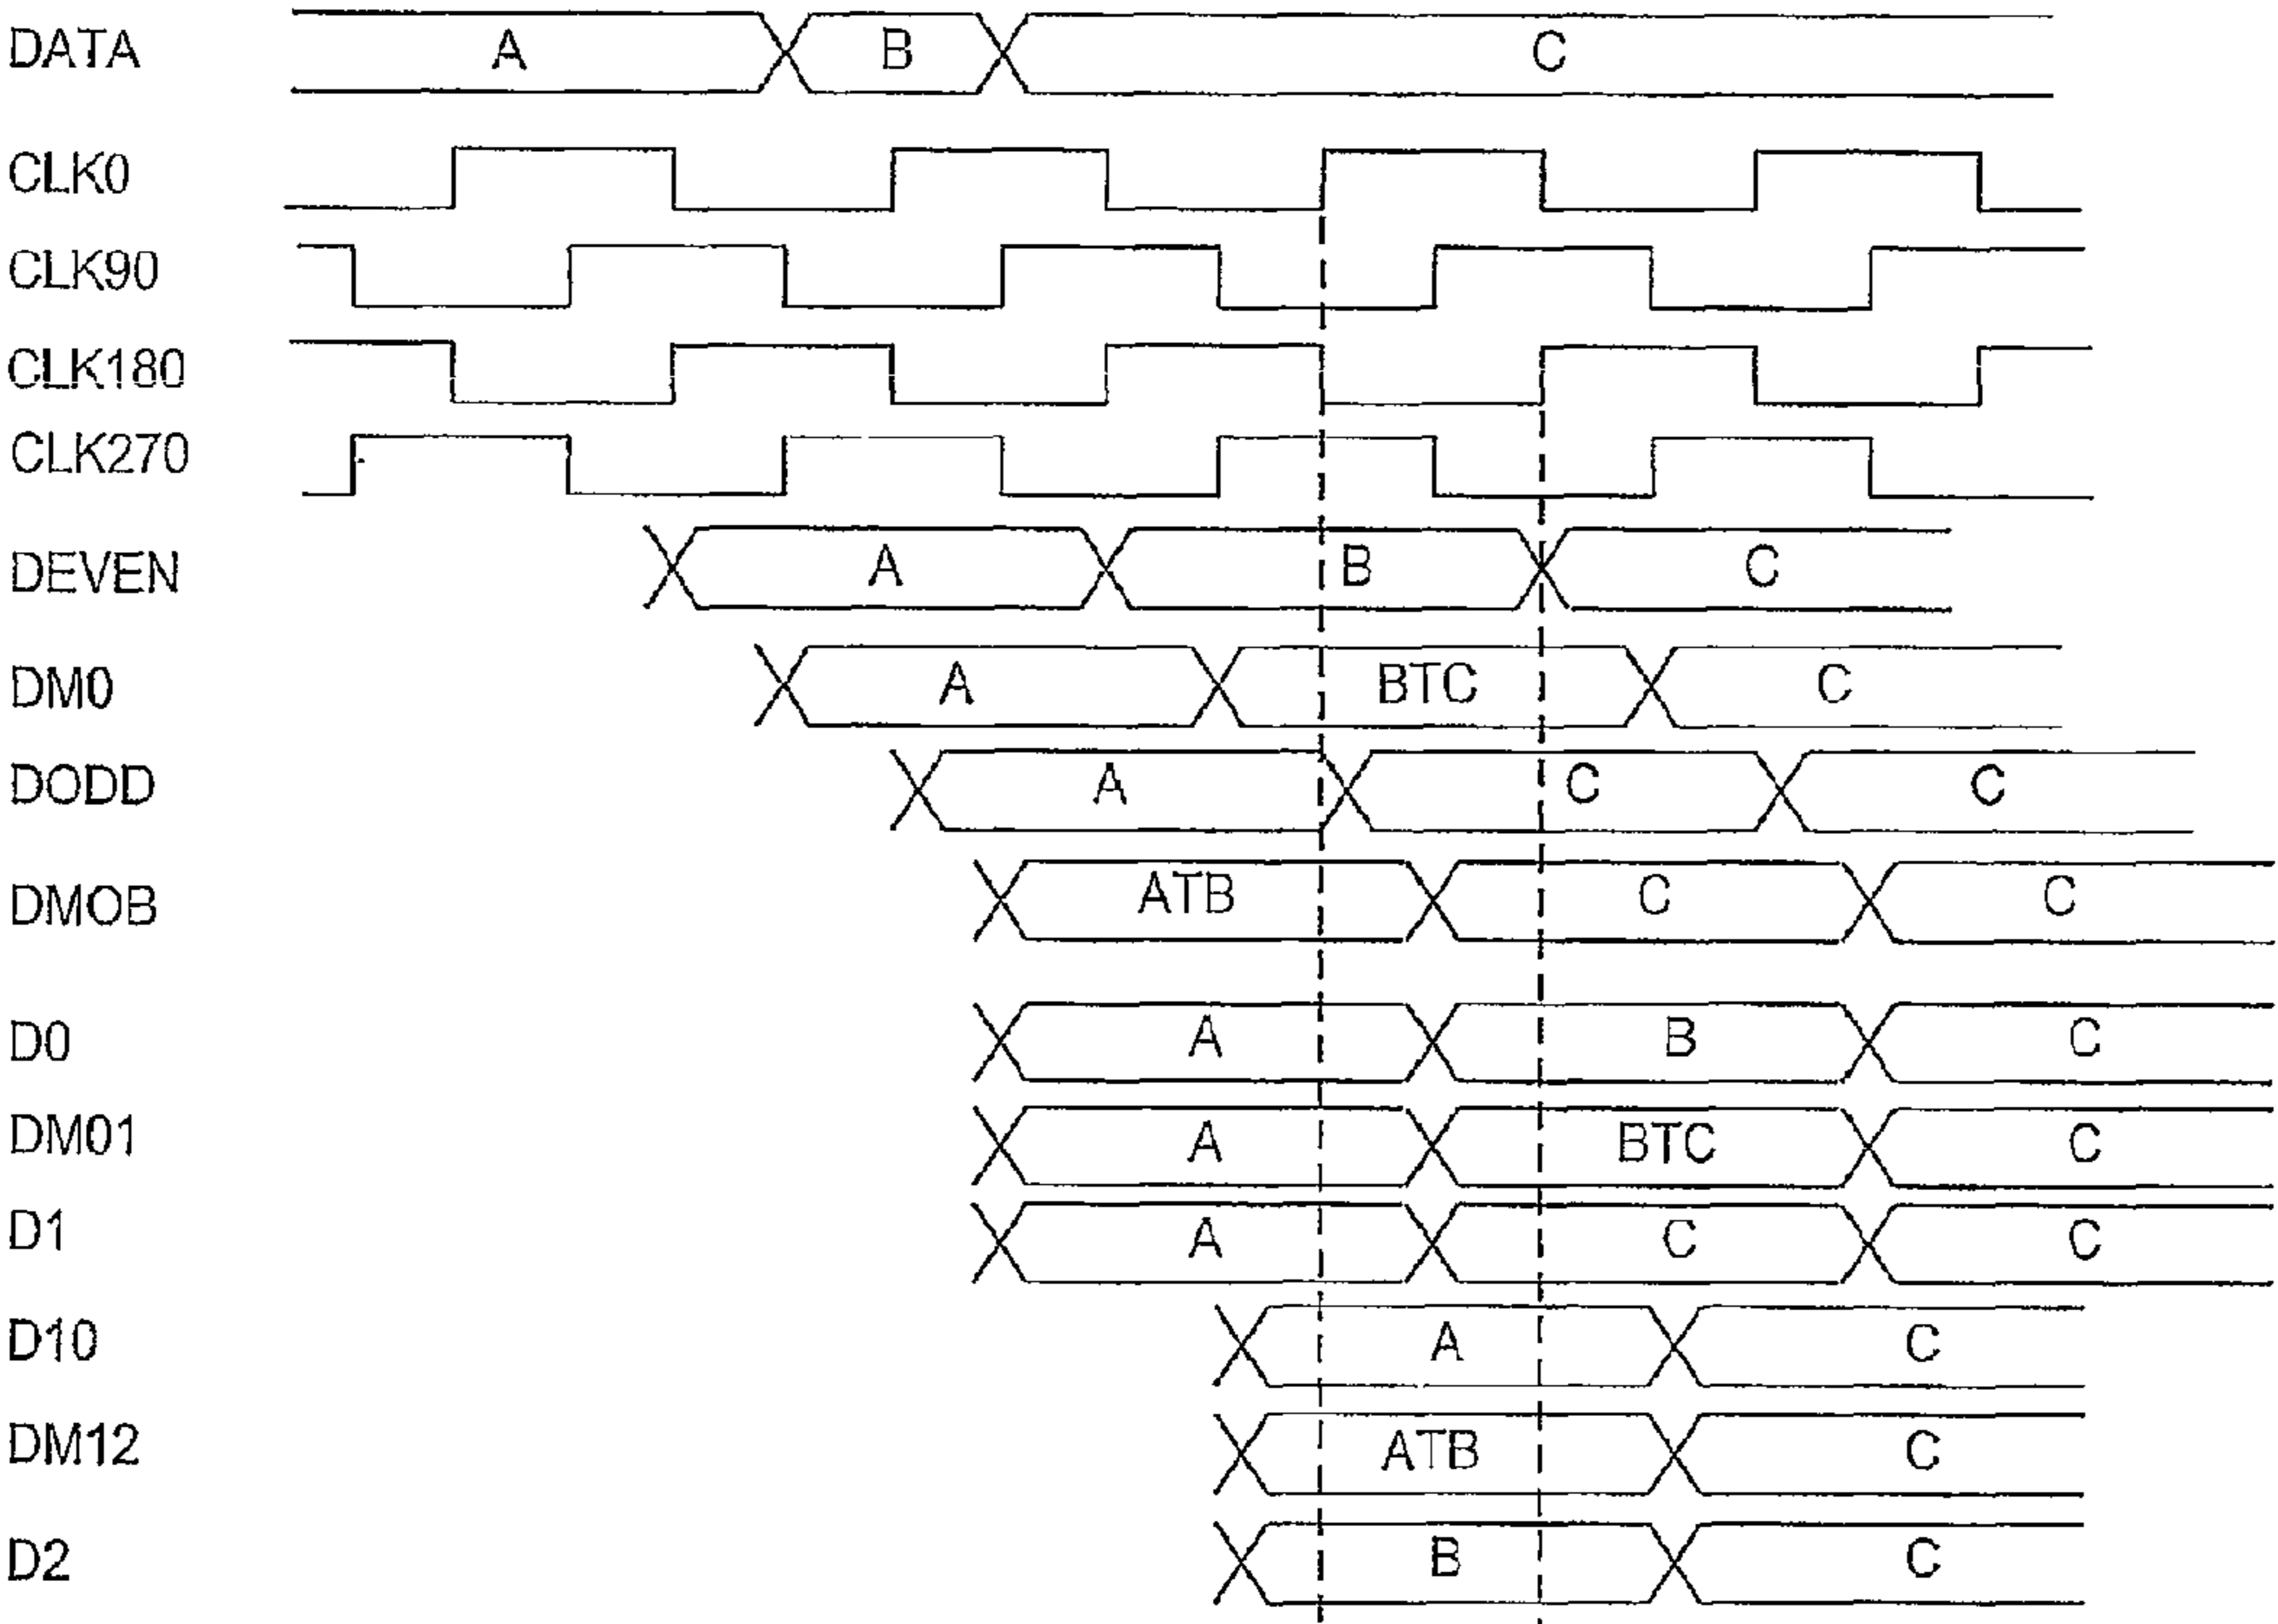 DATA A B C
CLK0
CLK90
CLK180
CLK270
DEVEN A B C
DM0 A BTC C
DODD A C C
DMOB ATB C C
D0 A B C
DM01 A BTC C
D1 A C C
D10 A C
DM12 ATB C
D2 B C